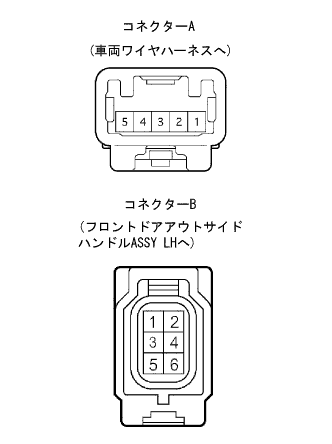 コネクターA
(車両ワイヤハーネスへ)
5 4 3 2 1
コネクターB
(フロントドアアウトサイド
ハンドルASSY LHへ)
1 2
3 4
5 6